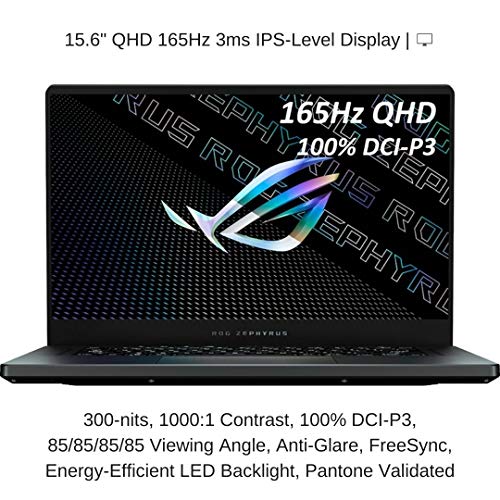 15.6" QHD 165Hz 3ms IPS-Level Display |
165Hz QHD
100% DCI-P3
ROG ZEPHYRUS
300-nits, 1000:1 Contrast, 100% DCI-P3,
85/85/85/85 Viewing Angle, Anti-Glare, FreeSync,
Energy-Efficient LED Backlight, Pantone Validated